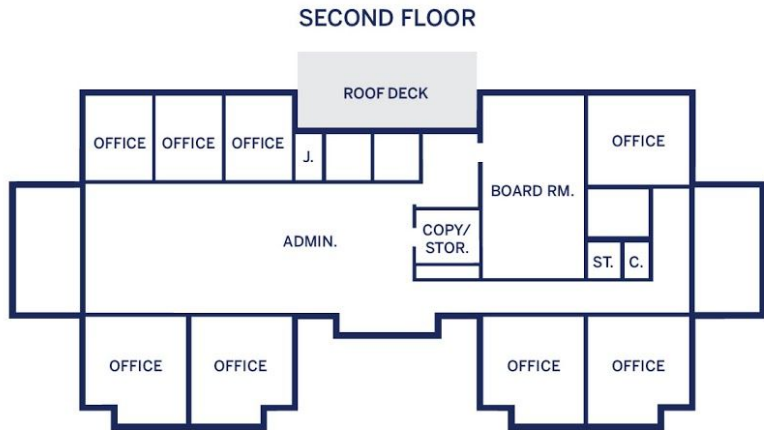 SECOND FLOOR
ROOF DECK
OFFICE
OFFICE
OFFICE
J.
BOARD RM.
OFFICE
ADMIN.
COPY/
STOR.
ST.
C.
OFFICE
OFFICE
OFFICE
OFFICE